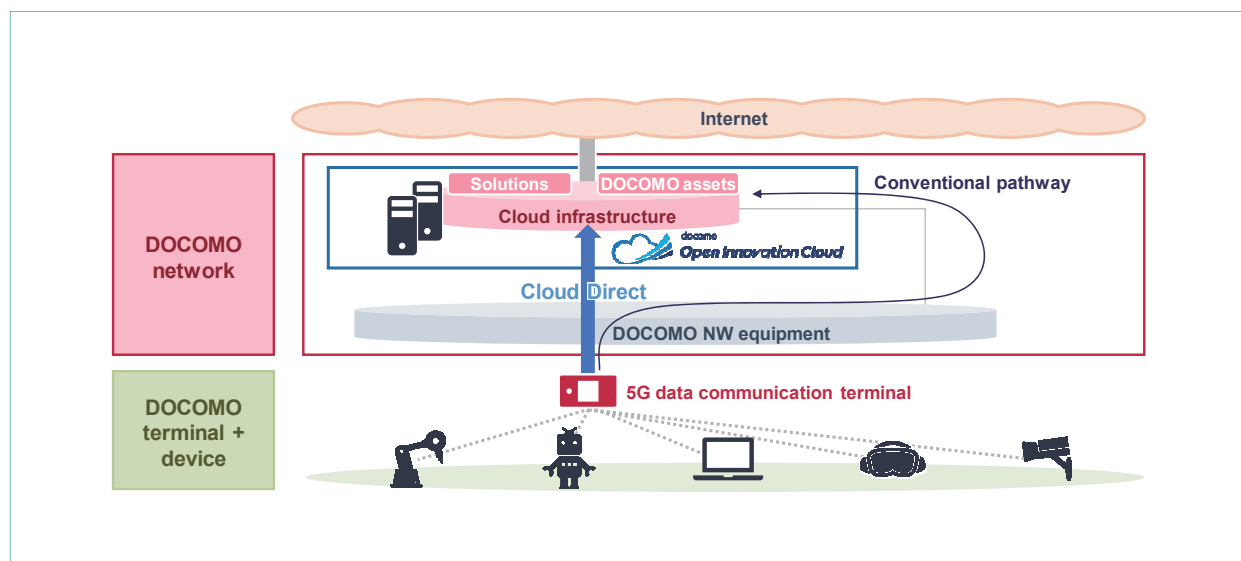 Internet
DOCOMO
network
Solutions
DOCOMO assets
Conventional pathway
Cloud infrastructure
docomo
Open Innovation Cloud
Cloud Direct
DOCOMO NW equipment
DOCOMO
terminal +
device
5G data communication terminal